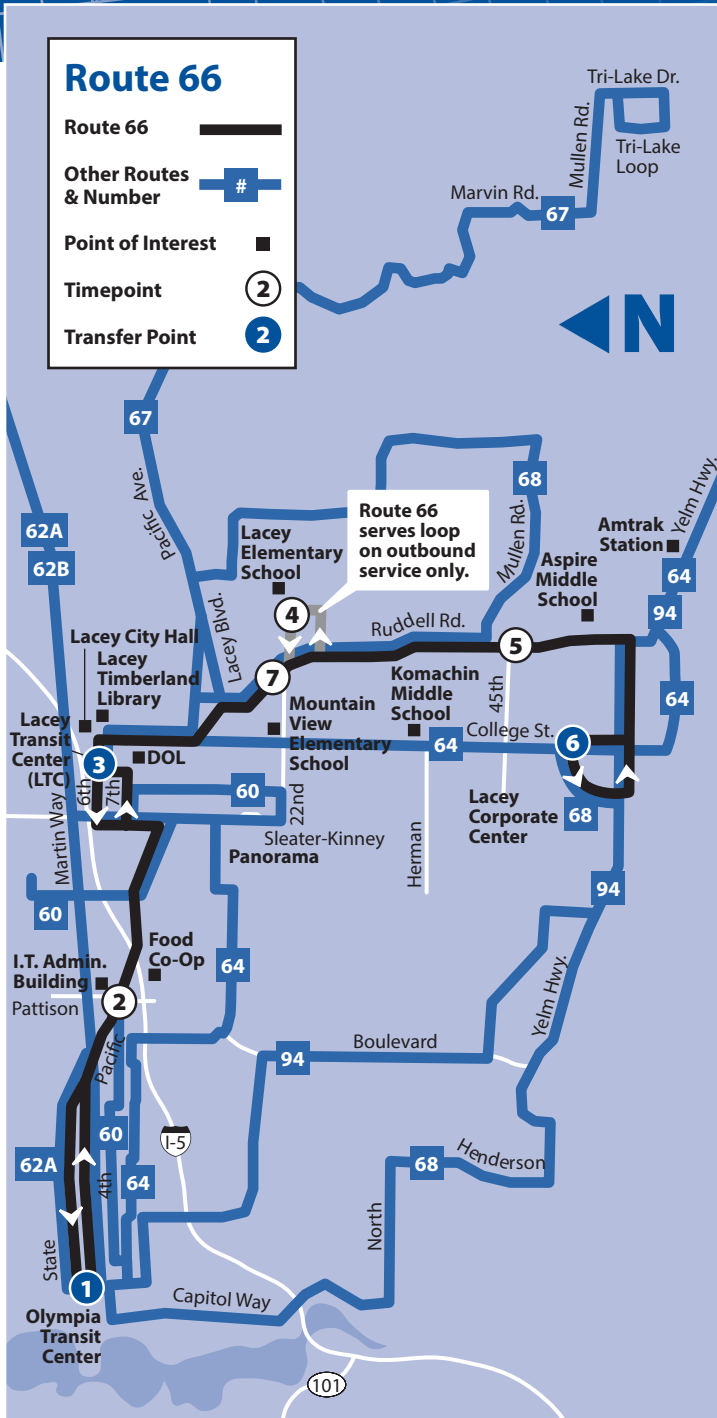 Route 66
Route 66
Other Routes
& Number
#
Point of Interest
Timepoint
2
Transfer Point
2
Tri-Lake Dr.
Mullen Rd.
Tri-Lake
Loop
Marvin Rd.
67
N
67
Pacific Ave.
62A
62B
68
Mullen Rd.
Route 66
serves loop
on outbound
service only.
Lacey
Elementary
School
4
Yelm Hwy.
Amtrak
Station
64
94
Aspire
Middle
School
Ruddell Rd.
Lacey Blvd.
5
7
Lacey City Hall
Lacey
Timberland
Library
Lacey
Transit
Center
(LTC)
3
DOL
Mountain
View
Elementary
School
Komachin
Middle
School
45th
64
College St.
6
64
6th
7th
Martin Way
60
22nd
Sleater-Kinney
Panorama
Herman
Lacey
Corporate
Center
68
94
60
Food
Co-Op
I.T. Admin.
Building
Pattison
2
64
Yelm Hwy.
Pacific
Boulevard
94
60
I-5
62A
4th
64
68
Henderson
North
State
1
Capitol Way
Olympia
Transit
Center
101